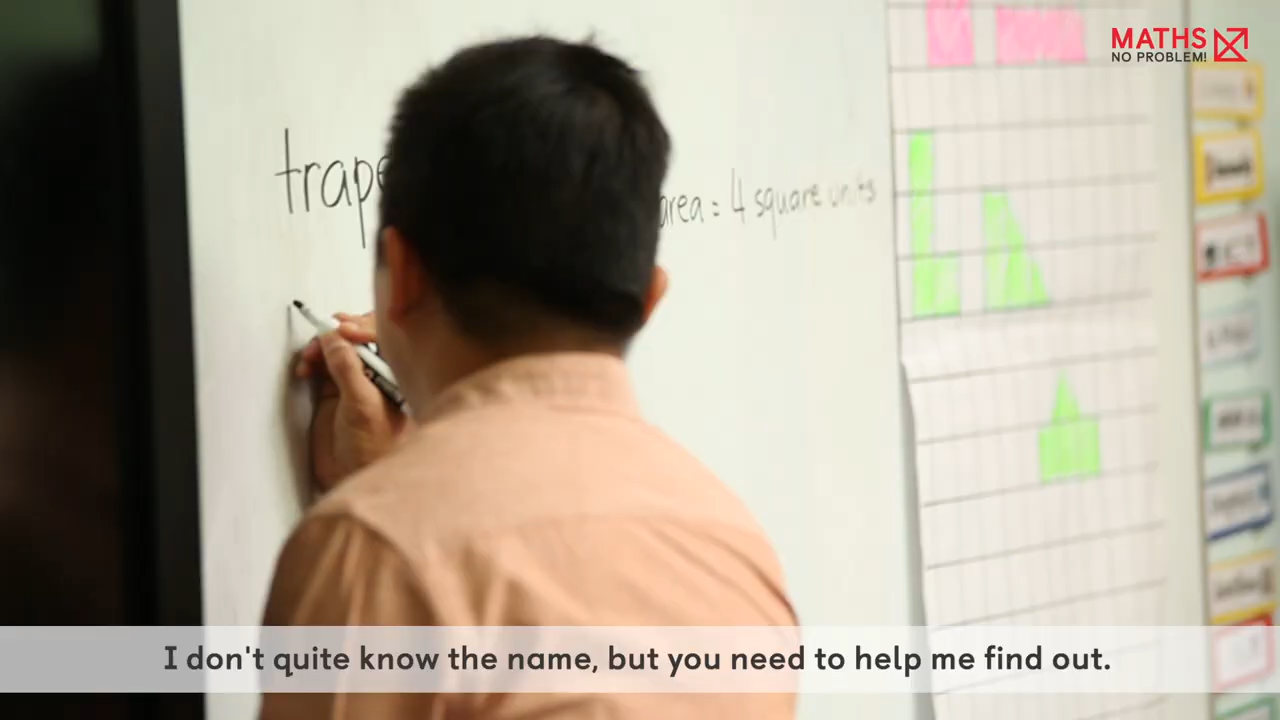 MATHS
NO PROBLEM!
trape
area = 4 square units
I don't quite know the name, but you need to help me find out.